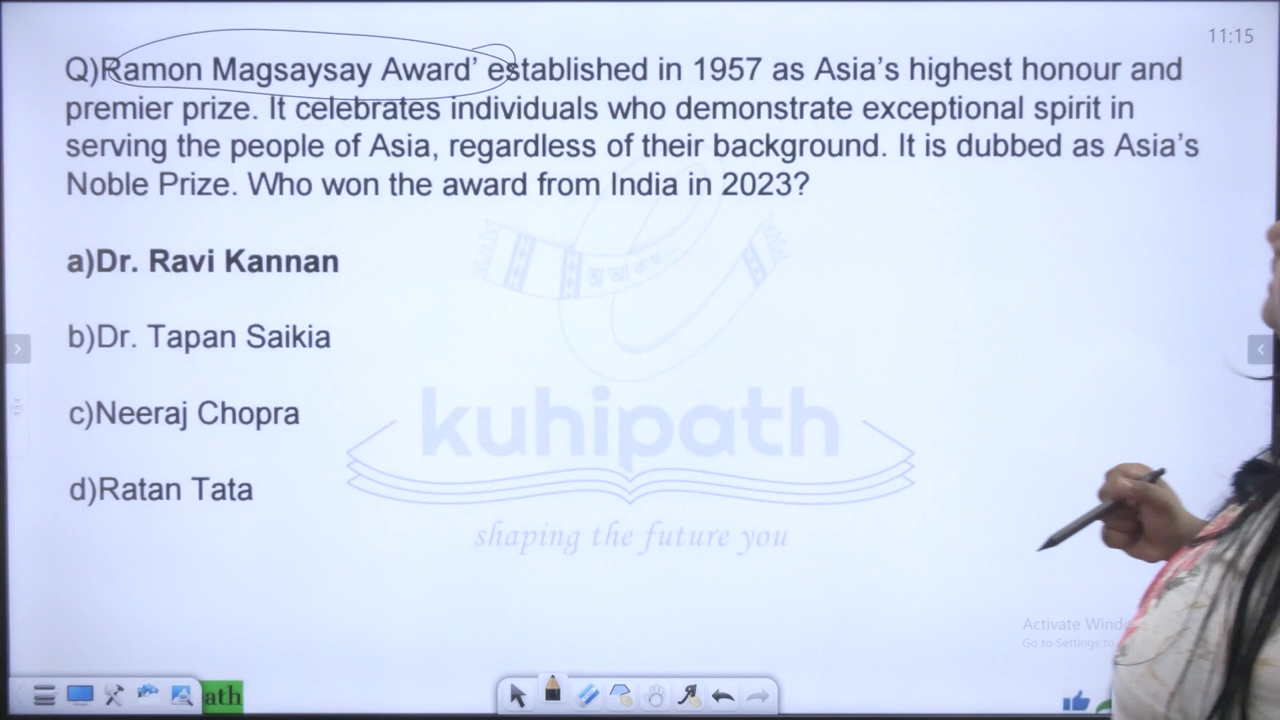 11:15
Q)Ramon Magsaysay Award’ established in 1957 as Asia’s highest honour and
premier prize. It celebrates individuals who demonstrate exceptional spirit in
serving the people of Asia, regardless of their background. It is dubbed as Asia’s
Noble Prize. Who won the award from India in 2023?
a)Dr. Ravi Kannan
b)Dr. Tapan Saikia
c)Neeraj Chopra
d)Ratan Tata
অ আ ক খ
kuhipath
shaping the future you
Activate Windo
Go to Settings to
ath